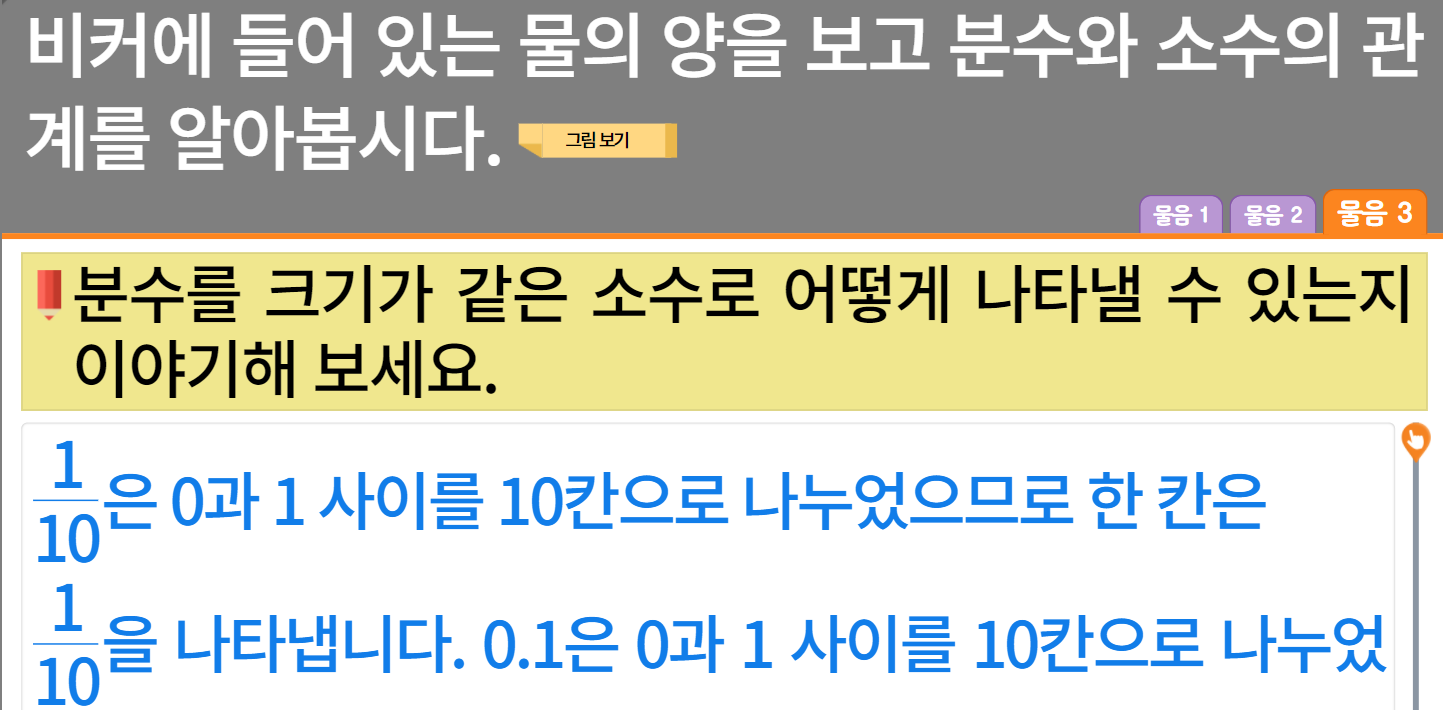 비커에 들어 있는 물의 양을 보고 분수와 소수의 관
계를 알아봅시다. 그림 보기
물음 1 물음 2 물음 3
분수를 크기가 같은 소수로 어떻게 나타낼 수 있는지
이야기해 보세요.
1/10은 0과 1 사이를 10칸으로 나누었으므로 한 칸은
1/10을 나타냅니다. 0.1은 0과 1 사이를 10칸으로 나누었